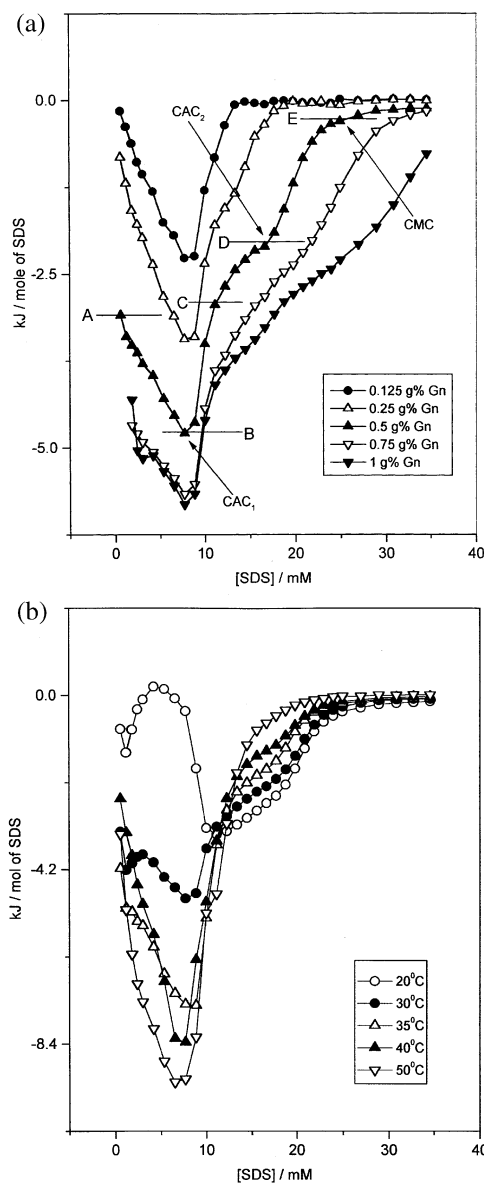 (a)
0.0
-2.5
-5.0
kJ / mole of SDS
CAC2
E
CMC
D
C
A
B
CAC1
0.125 g% Gn
0.25 g% Gn
0.5 g% Gn
0.75 g% Gn
1 g% Gn
0
10
20
30
40
[SDS] / mM
(b)
0.0
-4.2
-8.4
kJ / mol of SDS
20°C
30°C
35°C
40°C
50°C
0
10
20
30
40
[SDS] / mM